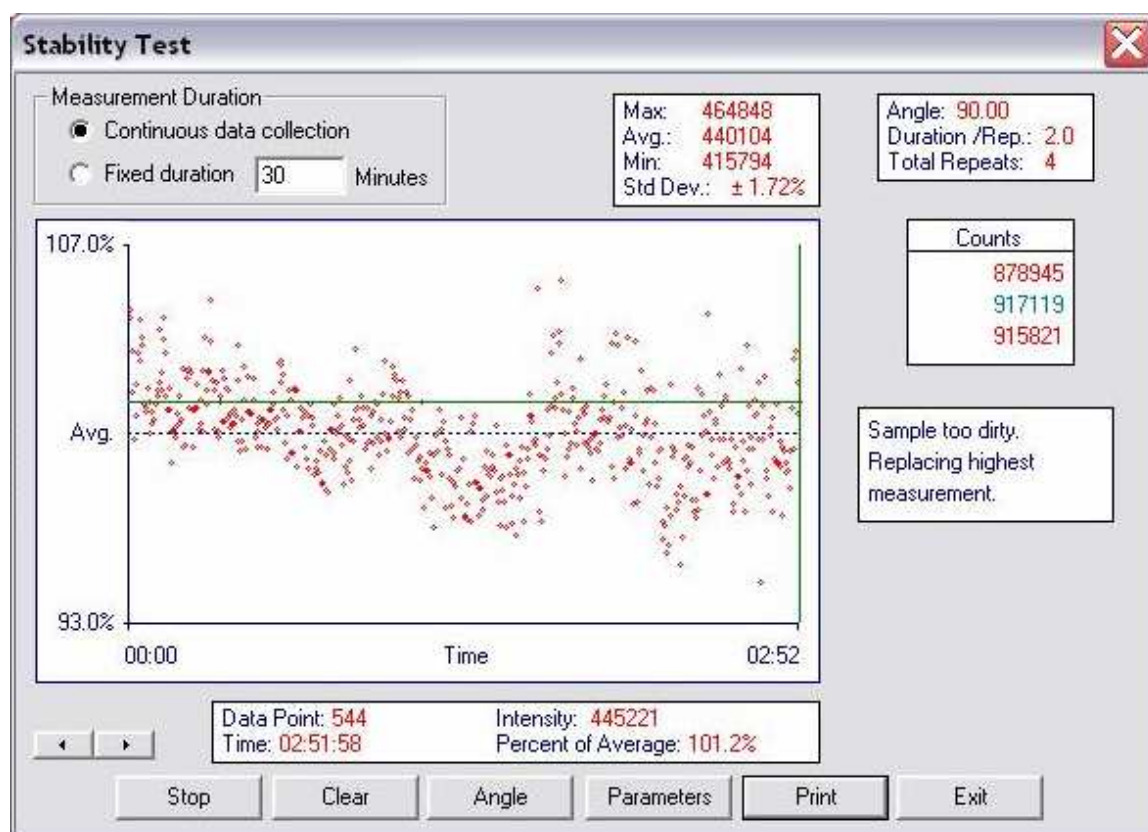 Stability Test
Measurement Duration
Continuous data collection
Fixed duration 30 Minutes
Max: 464848
Avg.: 440104
Min: 415794
Std Dev.: ± 1.72%
Angle: 90.00
Duration /Rep.: 2.0
Total Repeats: 4
Counts
878945
917119
915821
107.0%
Avg.
93.0%
00:00 Time 02:52
Sample too dirty.
Replacing highest
measurement.
Data Point: 544 Intensity: 445221
Time: 02:51:58 Percent of Average: 101.2%
Stop Clear Angle Parameters Print Exit